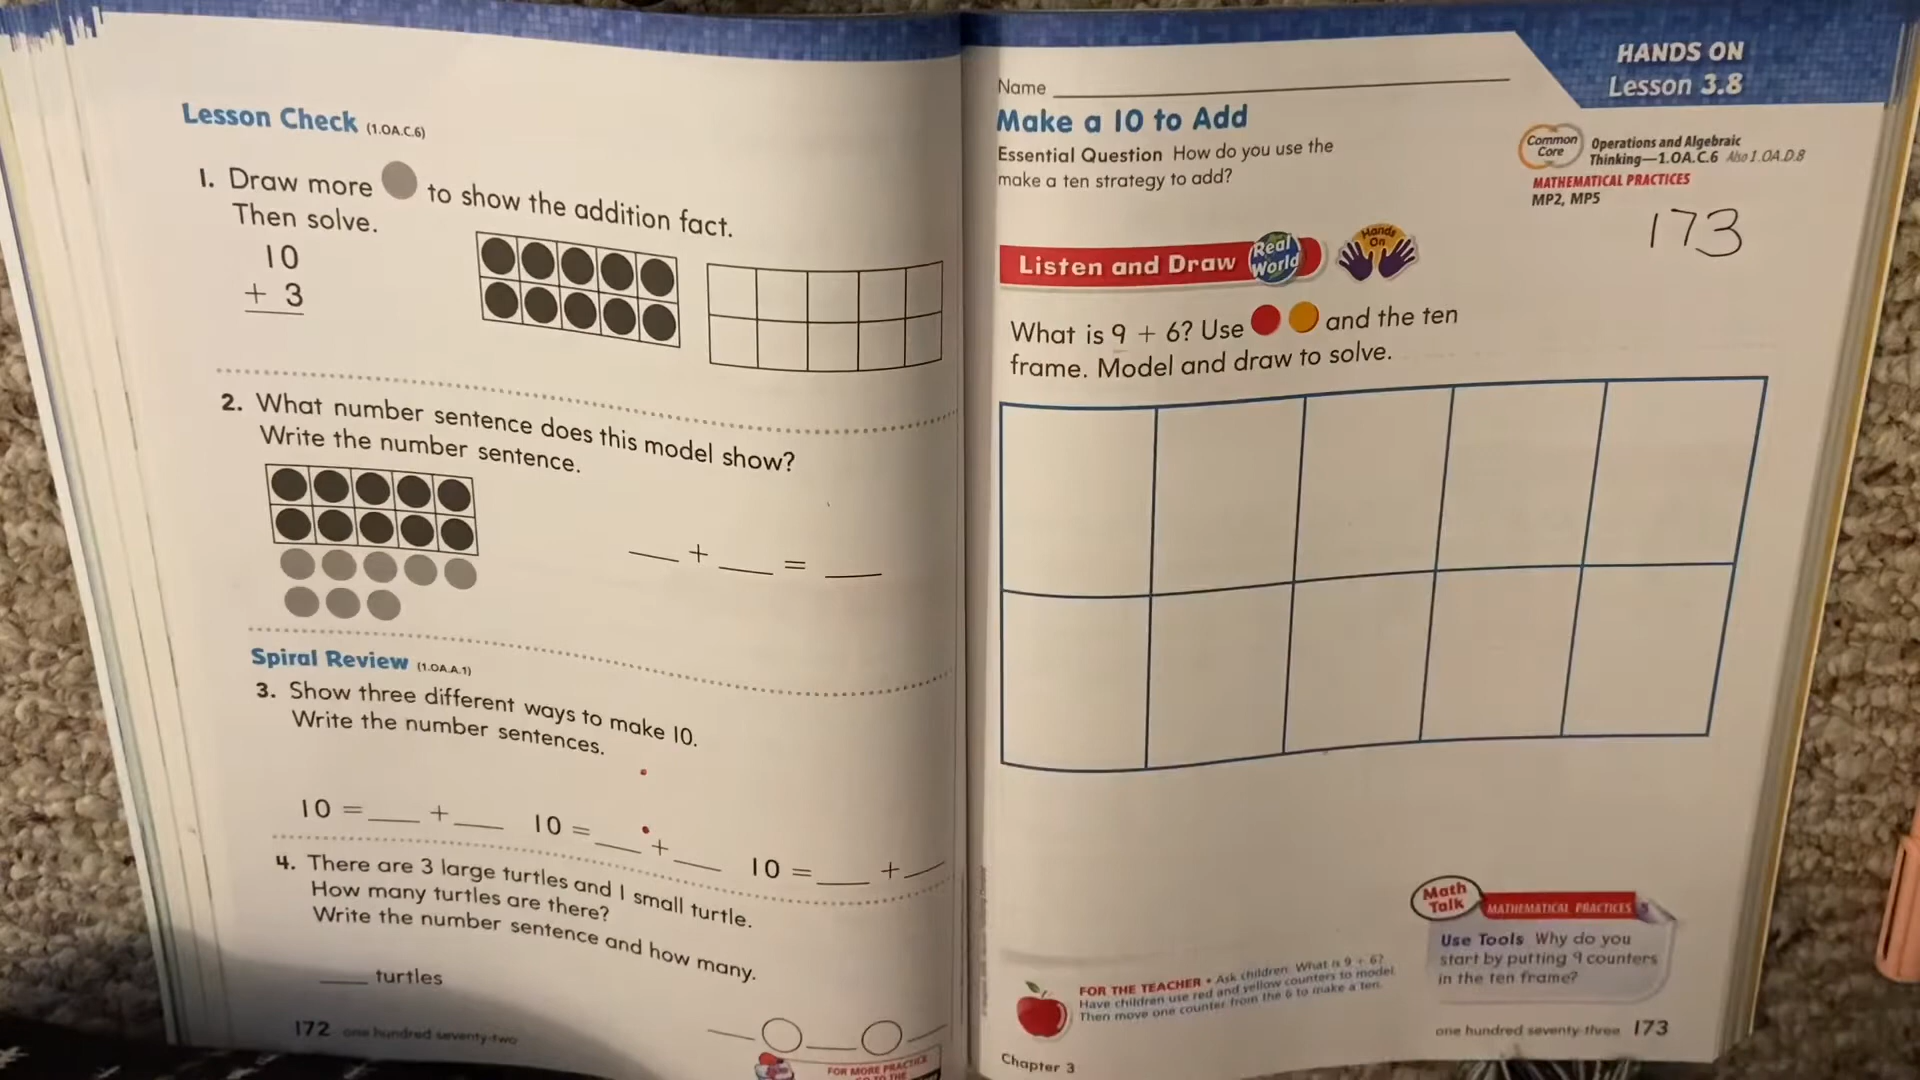 Lesson Check (1.OA.C.6)
1. Draw more to show the addition fact.
Then solve.
10
+ 3
2. What number sentence does this model show?
Write the number sentence.
___ + ___ = ___
Spiral Review (1.OA.A.1)
3. Show three different ways to make 10.
Write the number sentences.
10 = ___ + ___ 10 = ___ + ___ 10 = ___ + ___
4. There are 3 large turtles and 1 small turtle.
How many turtles are there?
Write the number sentence and how many.
___ turtles
172 one hundred seventy-two
FOR MORE PRACTICE
GO TO THE
HANDS ON
Lesson 3.8
Name
Make a 10 to Add
Essential Question How do you use the
make a ten strategy to add?
Common
Core
Operations and Algebraic
Thinking—1.OA.C.6 Also 1.OA.D.8
MATHEMATICAL PRACTICES
MP2, MP5
173
Listen and Draw
Real
World
Hands
On
What is 9 + 6? Use and the ten
frame. Model and draw to solve.
Math
Talk
MATHEMATICAL PRACTICES 5
Use Tools Why do you
start by putting 9 counters
in the ten frame?
FOR THE TEACHER • Ask children: What is 9 + 6?
Have children use red and yellow counters to model.
Then move one counter from the 6 to make a ten.
Chapter 3
one hundred seventy-three 173